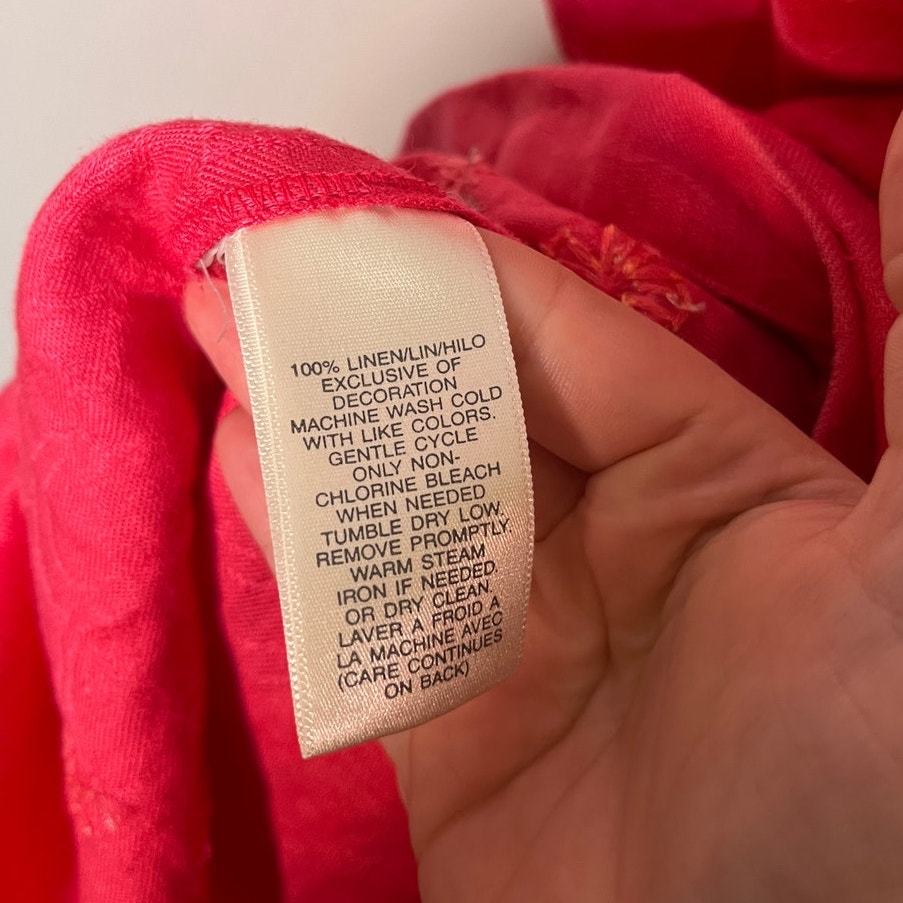 100% LINEN/LIN/HILO
EXCLUSIVE OF
DECORATION
MACHINE WASH COLD
WITH LIKE COLORS.
GENTLE CYCLE
ONLY NON-
CHLORINE BLEACH
WHEN NEEDED
TUMBLE DRY LOW,
REMOVE PROMPTLY
WARM STEAM
IRON IF NEEDED
OR DRY CLEAN.
LAVER A FROID A
LA MACHINE AVEC
(CARE CONTINUES
ON BACK)